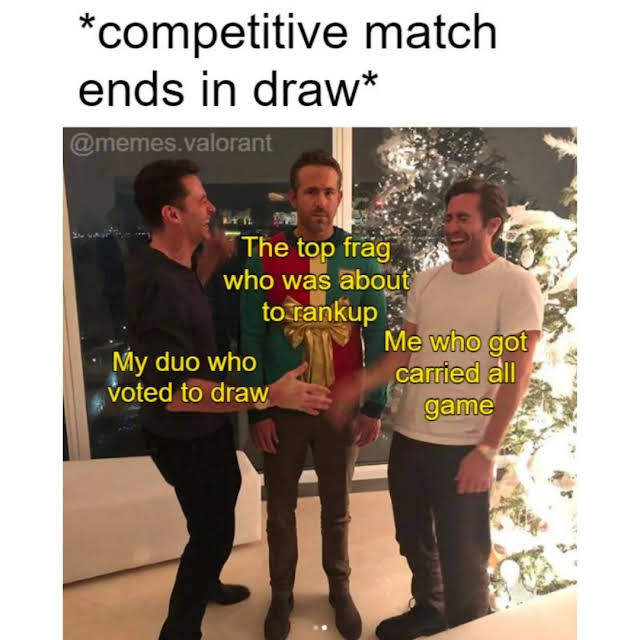 *competitive match
ends in draw*
@memes.valorant
The top frag
who was about
to rankup
Me who got
carried all
game
My duo who
voted to draw